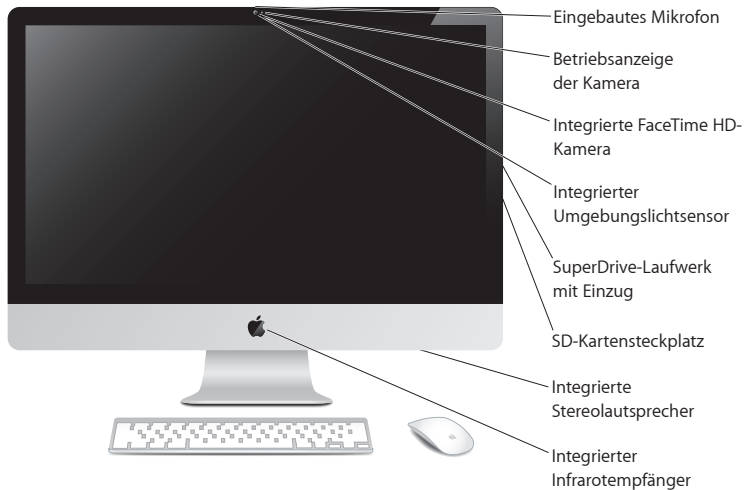 Eingebautes Mikrofon
Betriebsanzeige
der Kamera
Integrierte FaceTime HD-
Kamera
Integrierter
Umgebungslichtsensor
SuperDrive-Laufwerk
mit Einzug
SD-Kartensteckplatz
Integrierte
Stereolautsprecher
Integrierter
Infrarotempfänger